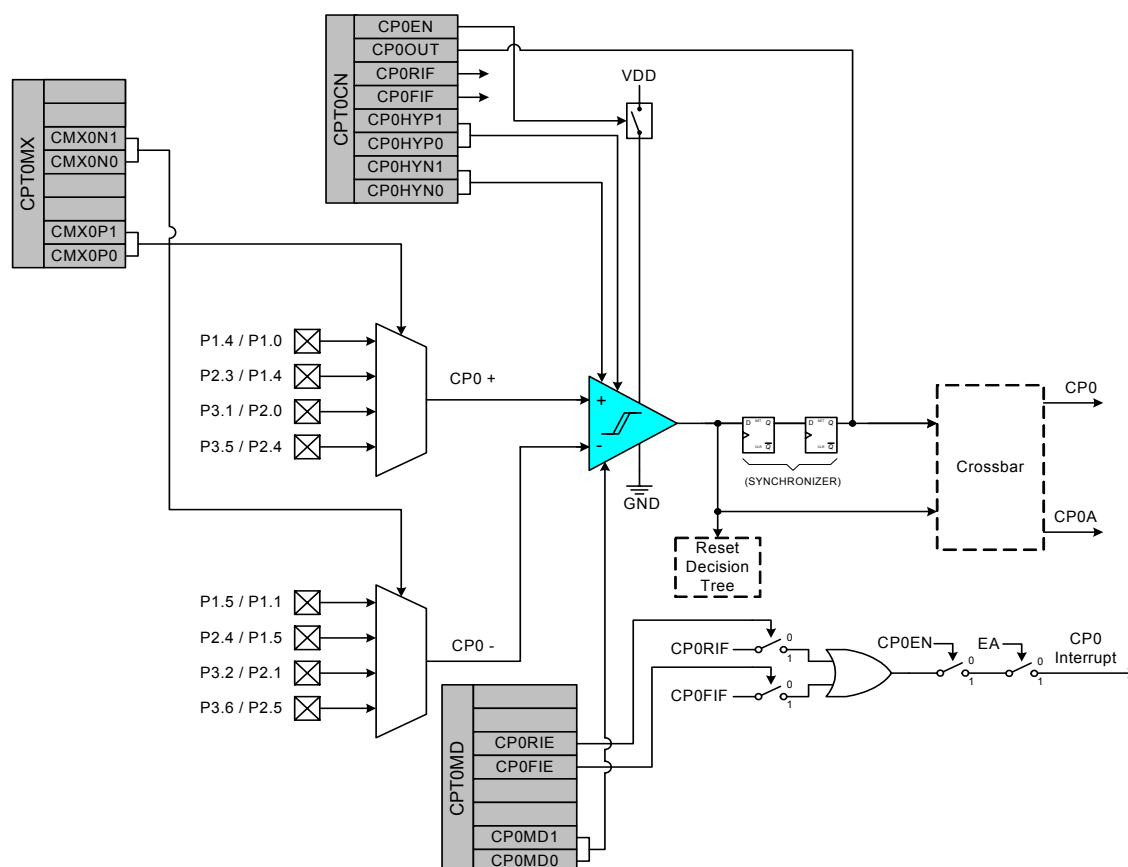 CPT0CN
CP0EN
CP0OUT
CP0RIF
CP0FIF
CP0HYP1
CP0HYP0
CP0HYN1
CP0HYN0
VDD
CPT0MX
CMX0N1
CMX0N0
CMX0P1
CMX0P0
P1.4 / P1.0
P2.3 / P1.4
P3.1 / P2.0
P3.5 / P2.4
CP0 +
+
-
GND
D SET Q
CLR Q
D SET Q
CLR Q
(SYNCHRONIZER)
Crossbar
CP0
CP0A
Reset
Decision
Tree
P1.5 / P1.1
P2.4 / P1.5
P3.2 / P2.1
P3.6 / P2.5
CP0 -
CPT0MD
CP0RIE
CP0FIE
CP0MD1
CP0MD0
CP0RIF
0
1
CP0FIF
0
1
CP0EN
0
1
EA
0
1
CP0
Interrupt